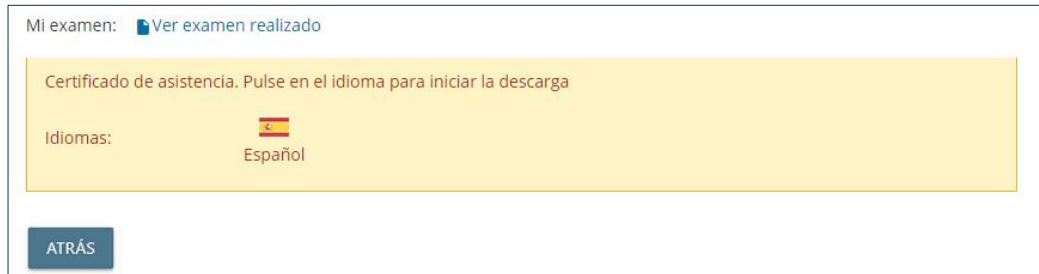 Mi examen: Ver examen realizado
Certificado de asistencia. Pulse en el idioma para iniciar la descarga
Idiomas:
Español
ATRÁS